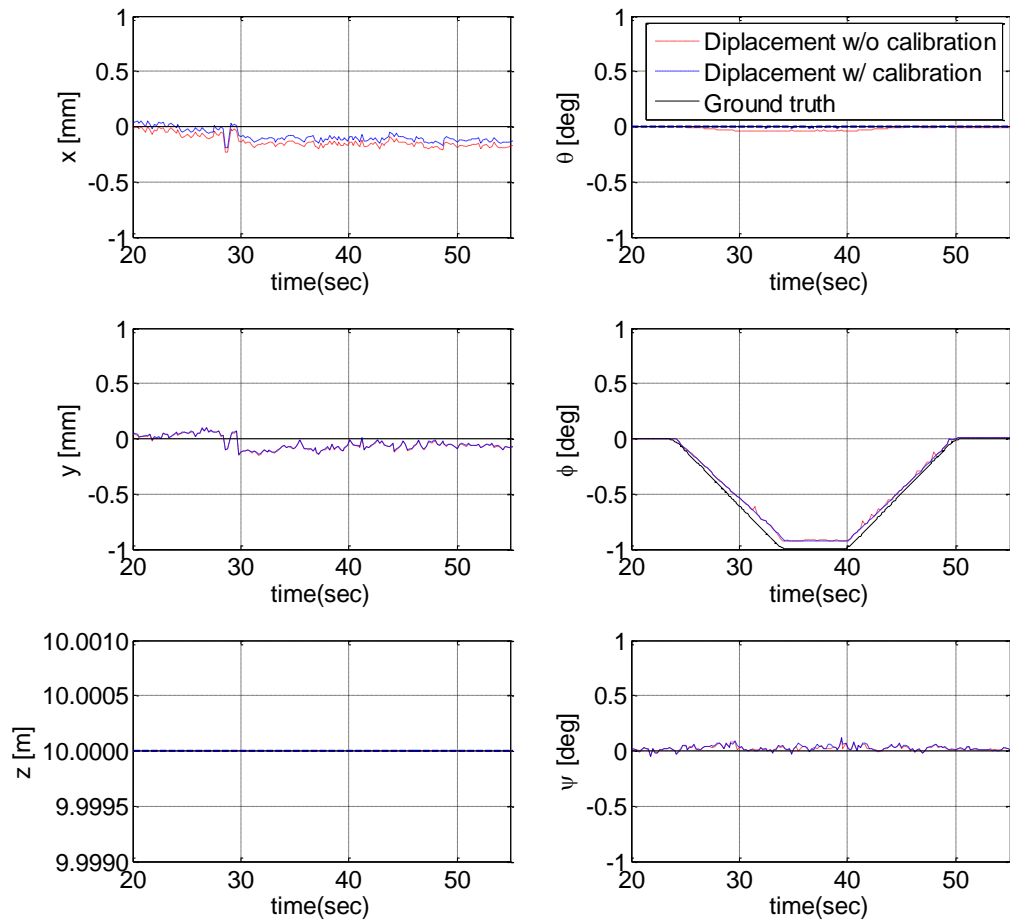 1
0.5
0
-0.5
-1
x [mm]
20 30 40 50
time(sec)
1
0.5
0
-0.5
-1
θ [deg]
Diplacement w/o calibration
Diplacement w/ calibration
Ground truth
20 30 40 50
time(sec)
1
0.5
0
-0.5
-1
y [mm]
20 30 40 50
time(sec)
1
0.5
0
-0.5
-1
ϕ [deg]
20 30 40 50
time(sec)
10.0010
10.0005
10.0000
9.9995
9.9990
z [m]
20 30 40 50
time(sec)
1
0.5
0
-0.5
-1
ψ [deg]
20 30 40 50
time(sec)